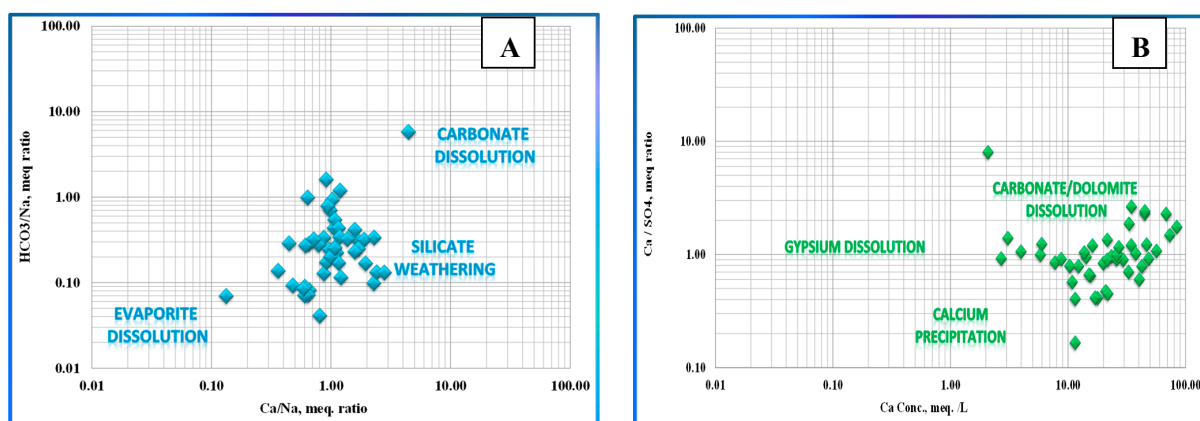 A
100.00
10.00
1.00
0.10
0.01
HCO3/Na, meq ratio
CARBONATE
DISSOLUTION
SILICATE
WEATHERING
EVAPORITE
DISSOLUTION
0.01 0.10 1.00 10.00 100.00
Ca/Na, meq. ratio
B
100.00
10.00
1.00
0.10
Ca / SO4, meq ratio
CARBONATE/DOLOMITE
DISSOLUTION
GYPSIUM DISSOLUTION
CALCIUM
PRECIPITATION
0.01 0.10 1.00 10.00 100.00
Ca Conc., meq. /L